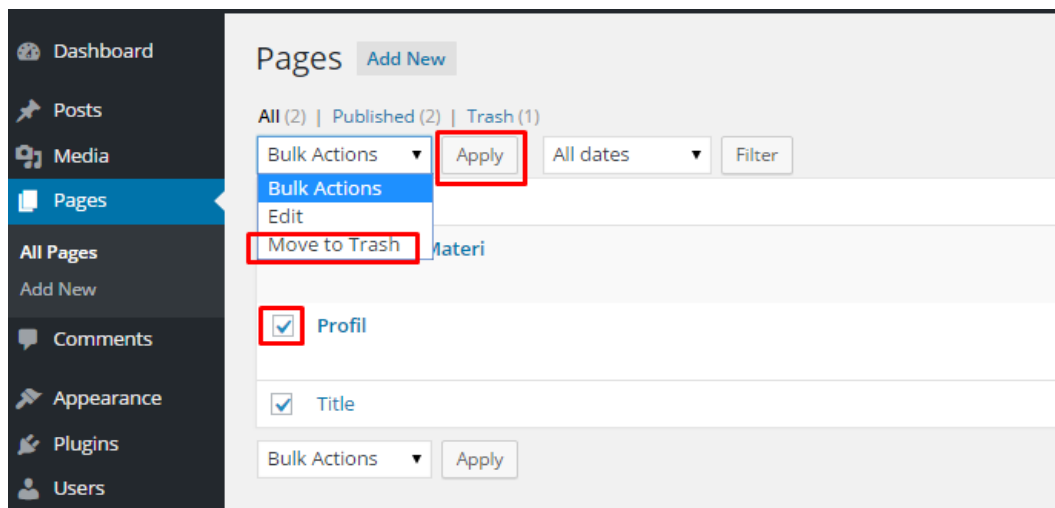 Dashboard
Posts
Media
Pages
All Pages
Add New
Comments
Appearance
Plugins
Users
Pages Add New
All (2) | Published (2) | Trash (1)
Bulk Actions Apply All dates Filter
Bulk Actions
Edit
Move to Trash
Materi
Profil
Title
Bulk Actions Apply